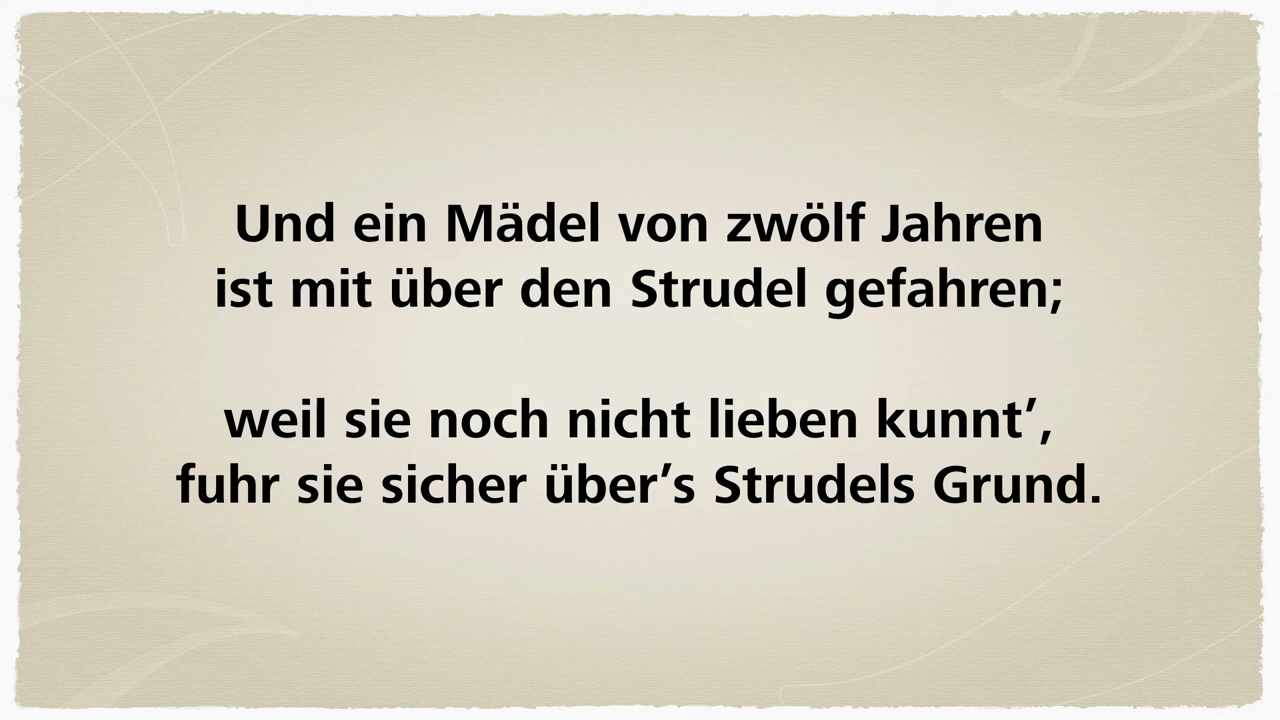 Und ein Mädel von zwölf Jahren
ist mit über den Strudel gefahren;
weil sie noch nicht lieben kunnt’,
fuhr sie sicher über’s Strudels Grund.